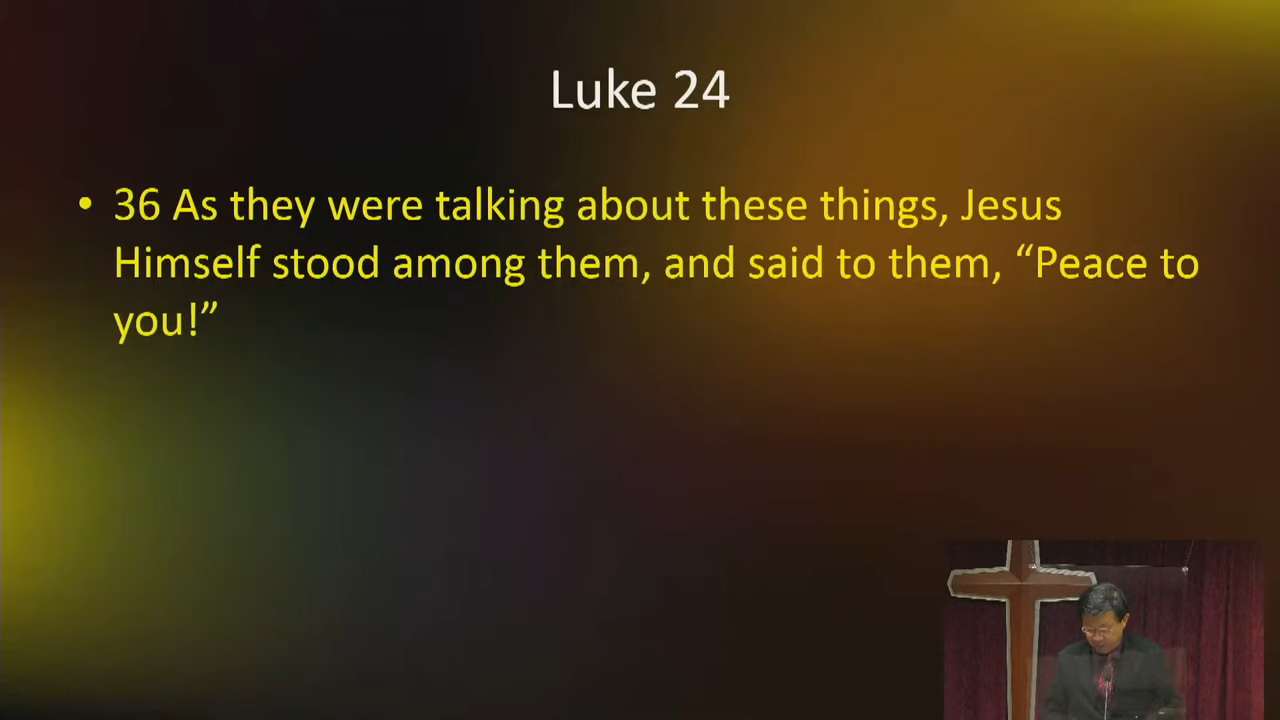 Luke 24
• 36 As they were talking about these things, Jesus
Himself stood among them, and said to them, “Peace to
you!”